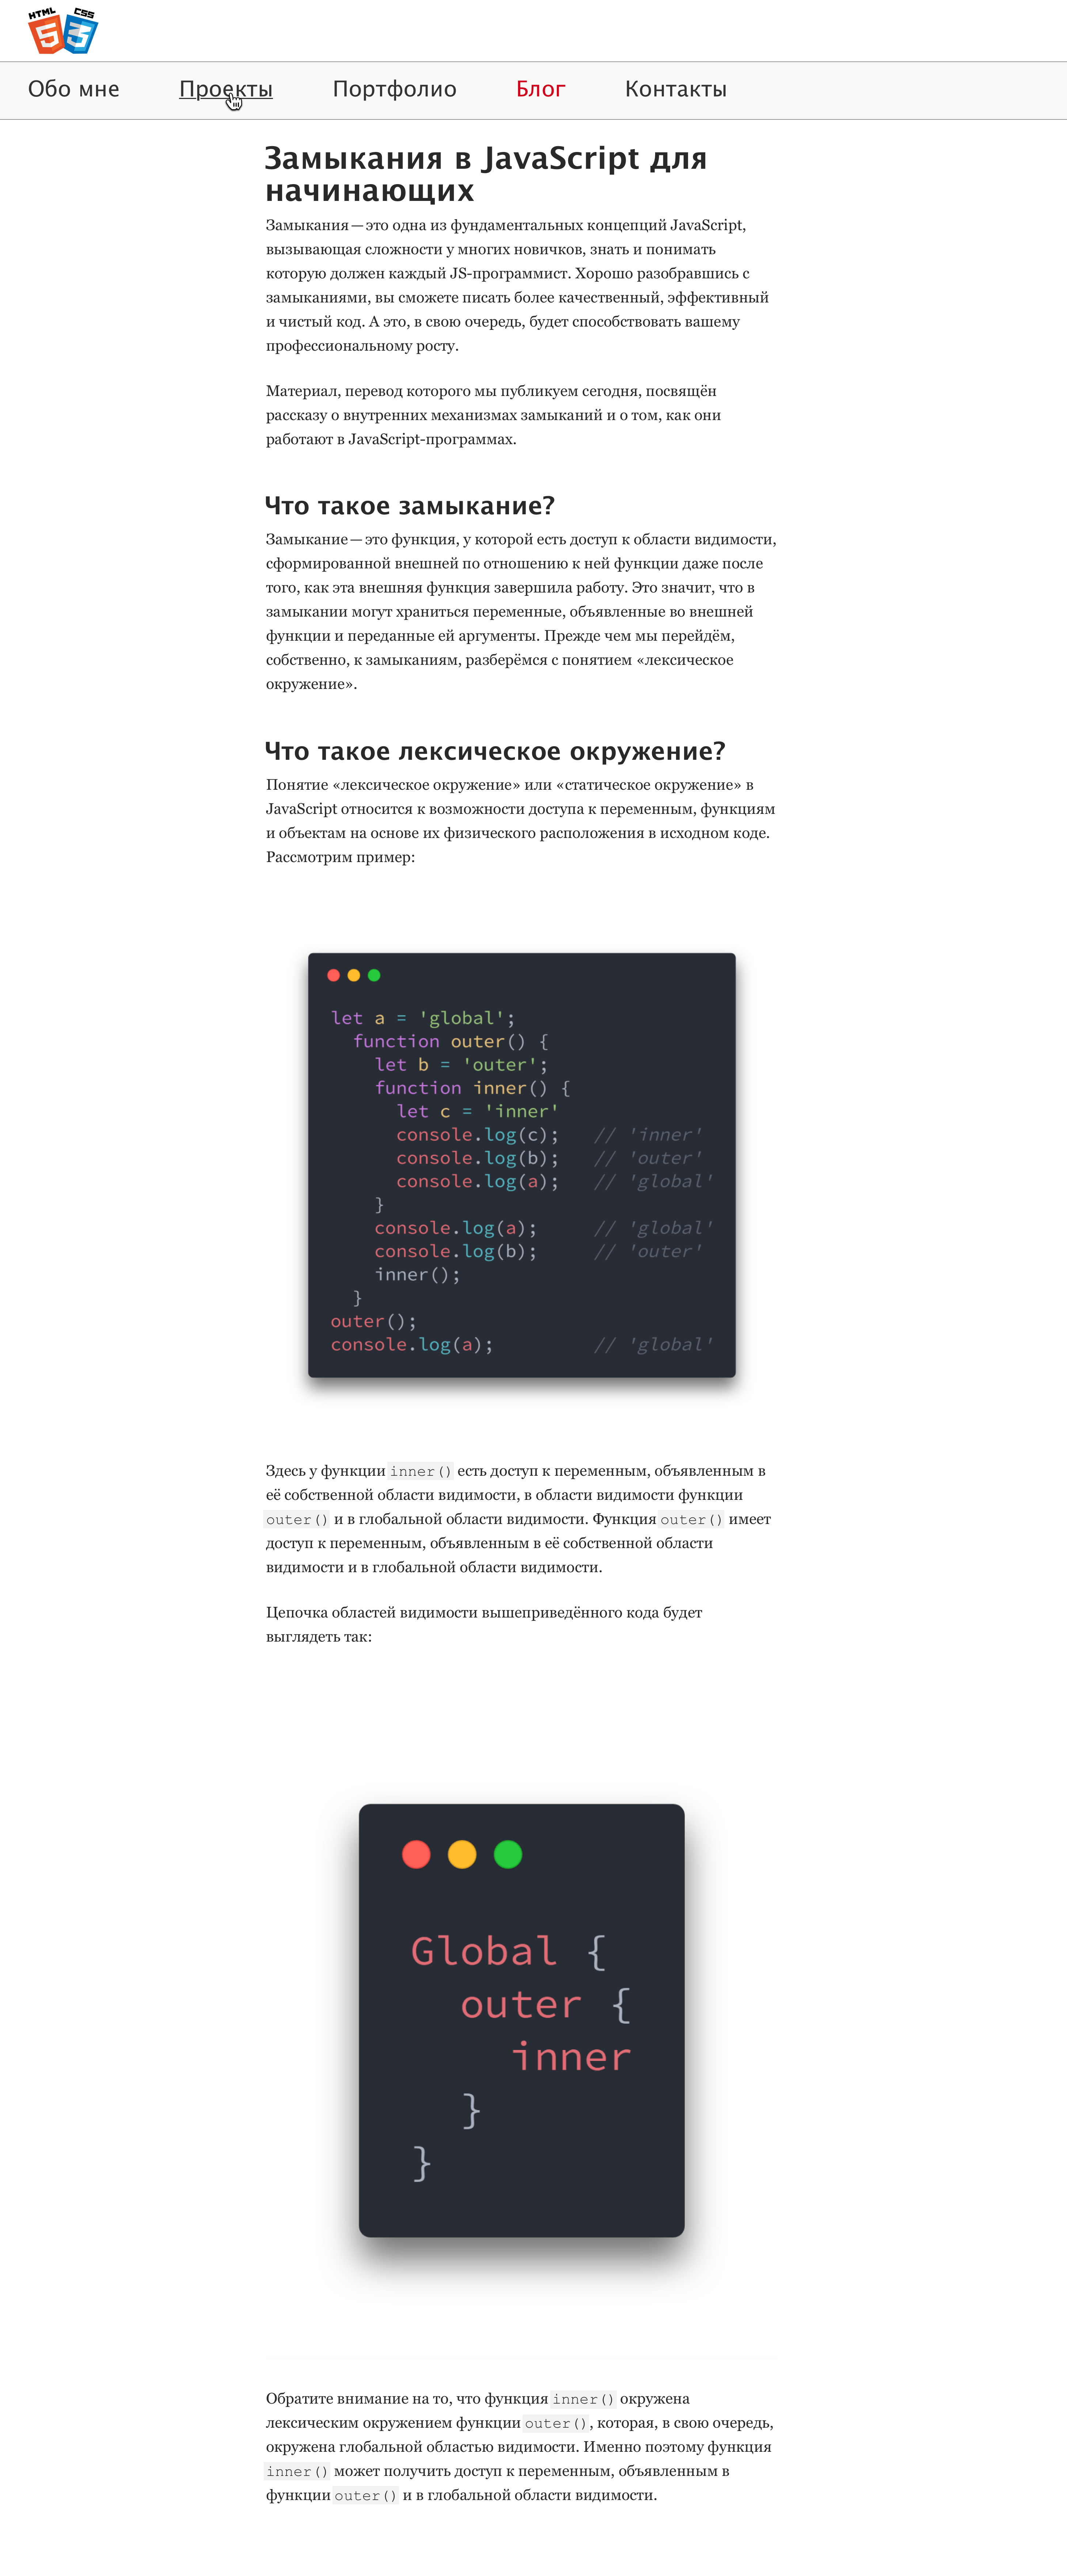 HTML CSS
5 3
Обо мне Проекты Портфолио Блог Контакты
Замыкания в JavaScript для
начинающих
Замыкания — это одна из фундаментальных концепций JavaScript,
вызывающая сложности у многих новичков, знать и понимать
которую должен каждый JS-программист. Хорошо разобравшись с
замыканиями, вы сможете писать более качественный, эффективный
и чистый код. А это, в свою очередь, будет способствовать вашему
профессиональному росту.
Материал, перевод которого мы публикуем сегодня, посвящён
рассказу о внутренних механизмах замыканий и о том, как они
работают в JavaScript-программах.
Что такое замыкание?
Замыкание — это функция, у которой есть доступ к области видимости,
сформированной внешней по отношению к ней функции даже после
того, как эта внешняя функция завершила работу. Это значит, что в
замыкании могут храниться переменные, объявленные во внешней
функции и переданные ей аргументы. Прежде чем мы перейдём,
собственно, к замыканиям, разберёмся с понятием «лексическое
окружение».
Что такое лексическое окружение?
Понятие «лексическое окружение» или «статическое окружение» в
JavaScript относится к возможности доступа к переменным, функциям
и объектам на основе их физического расположения в исходном коде.
Рассмотрим пример:
let a = 'global';
function outer() {
let b = 'outer';
function inner() {
let c = 'inner'
console.log(c); // 'inner'
console.log(b); // 'outer'
console.log(a); // 'global'
}
console.log(a); // 'global'
console.log(b); // 'outer'
inner();
}
outer();
console.log(a); // 'global'
Здесь у функции inner() есть доступ к переменным, объявленным в
её собственной области видимости, в области видимости функции
outer() и в глобальной области видимости. Функция outer() имеет
доступ к переменным, объявленным в её собственной области
видимости и в глобальной области видимости.
Цепочка областей видимости вышеприведённого кода будет
выглядеть так:
Global {
outer {
inner
}
}
Обратите внимание на то, что функция inner() окружена
лексическим окружением функции outer(), которая, в свою очередь,
окружена глобальной областью видимости. Именно поэтому функция
inner() может получить доступ к переменным, объявленным в
функции outer() и в глобальной области видимости.